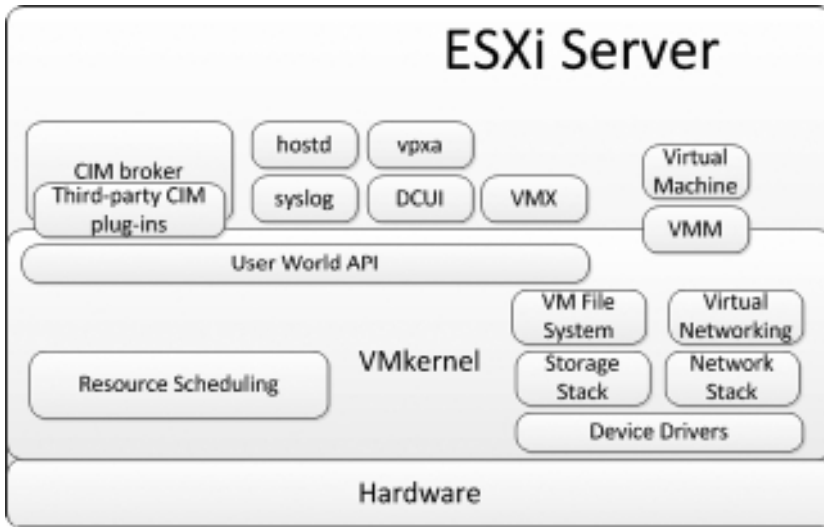 ESXi Server
CIM broker
Third-party CIM
plug-ins
hostd
vpxa
syslog
DCUI
VMX
Virtual
Machine
VMM
User World API
VM File
System
Virtual
Networking
Resource Scheduling
VMkernel
Storage
Stack
Network
Stack
Device Drivers
Hardware